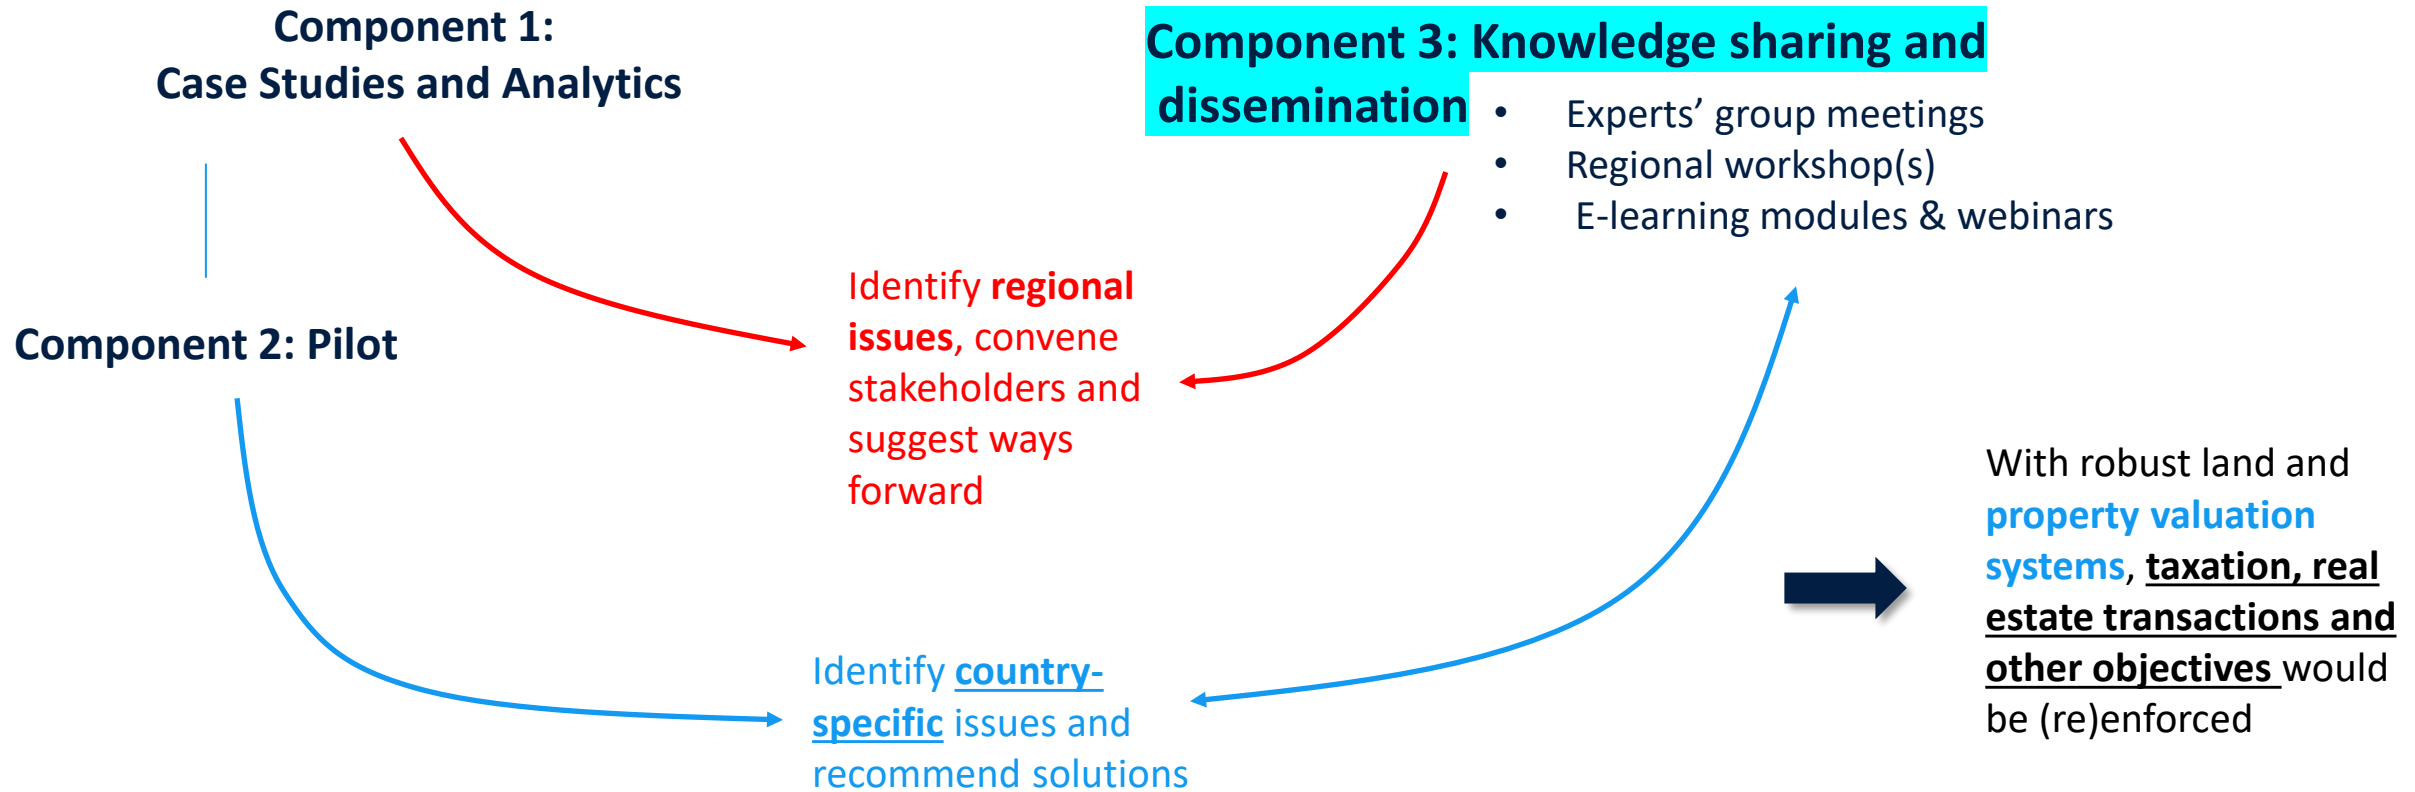 Component 1:
Case Studies and Analytics
Component 2: Pilot
Component 3: Knowledge sharing and
dissemination
• Experts’ group meetings
• Regional workshop(s)
• E-learning modules & webinars
Identify regional
issues, convene
stakeholders and
suggest ways
forward
Identify country-
specific issues and
recommend solutions
With robust land and
property valuation
systems, taxation, real
estate transactions and
other objectives would
be (re)enforced